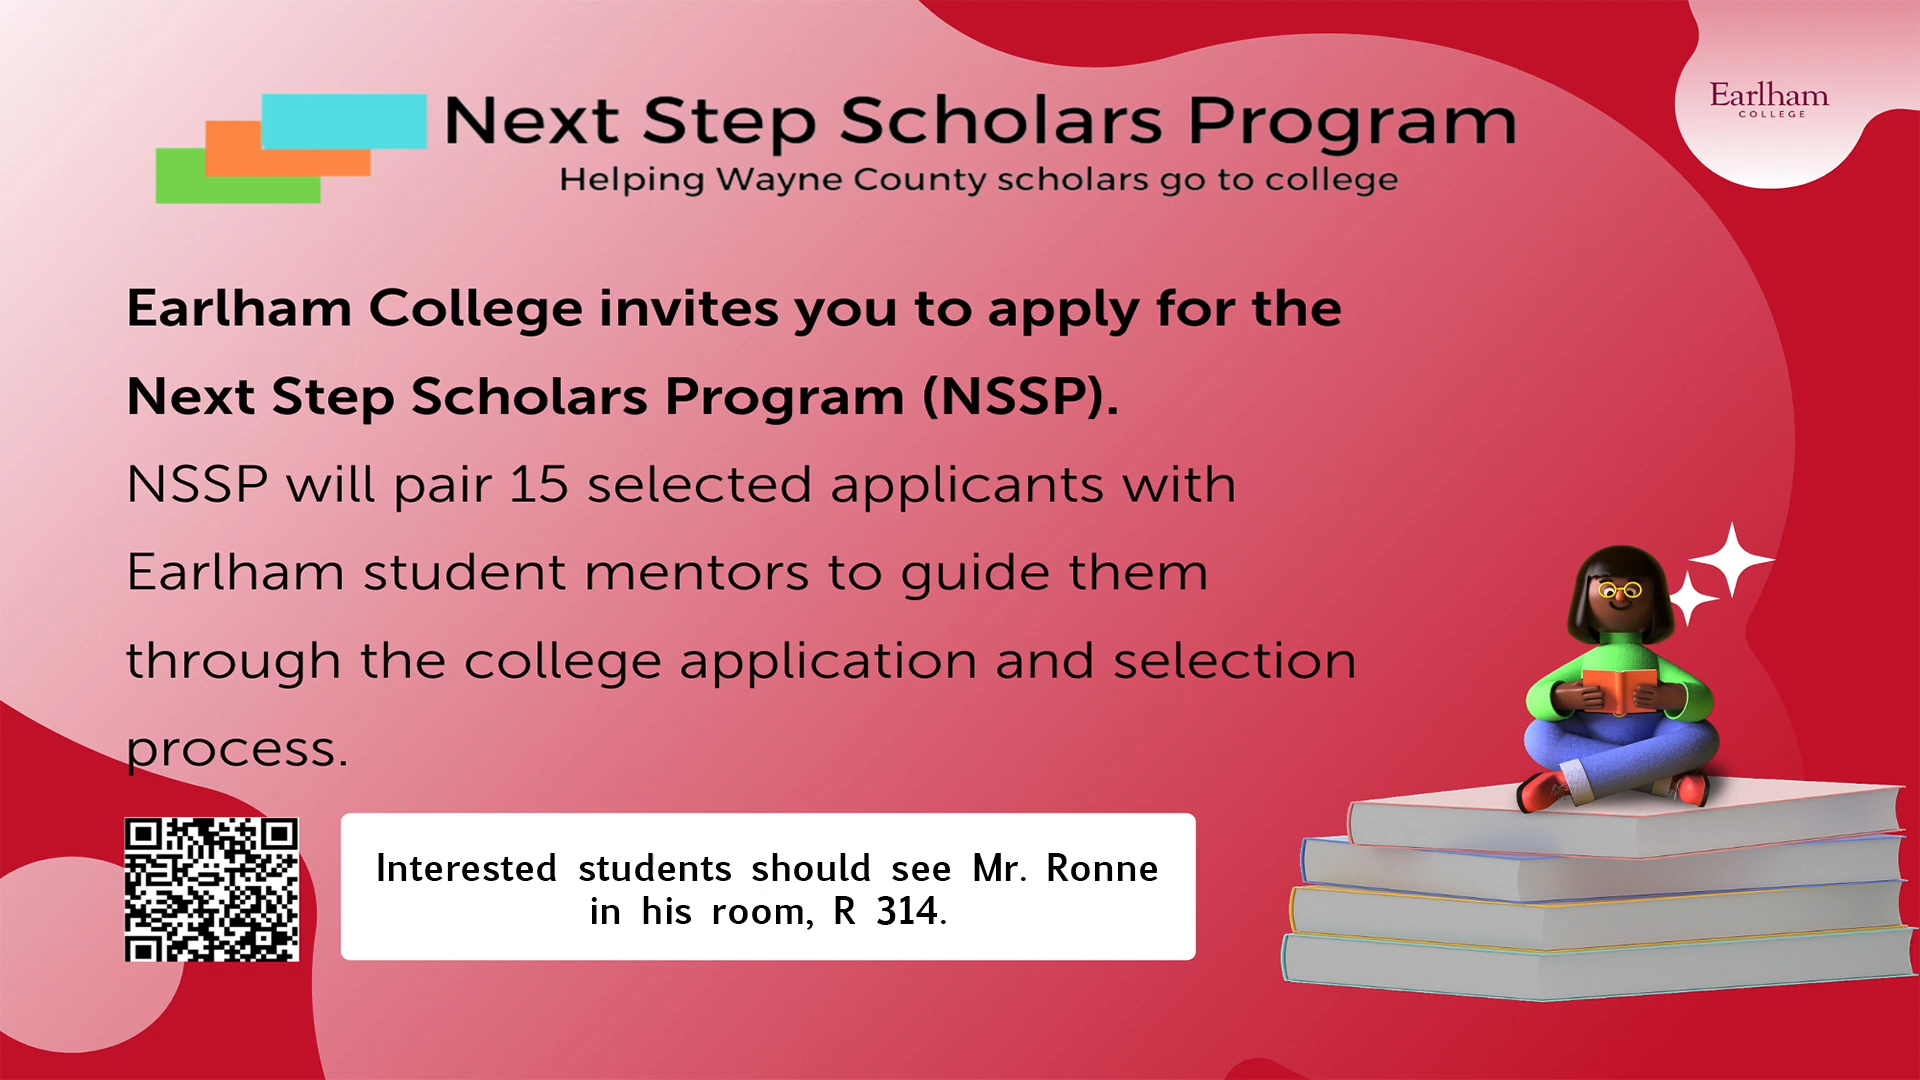 Next Step Scholars Program
Helping Wayne County scholars go to college
Earlham
COLLEGE
Earlham College invites you to apply for the
Next Step Scholars Program (NSSP).
NSSP will pair 15 selected applicants with
Earlham student mentors to guide them
through the college application and selection
process.
Interested students should see Mr. Ronne
in his room, R 314.